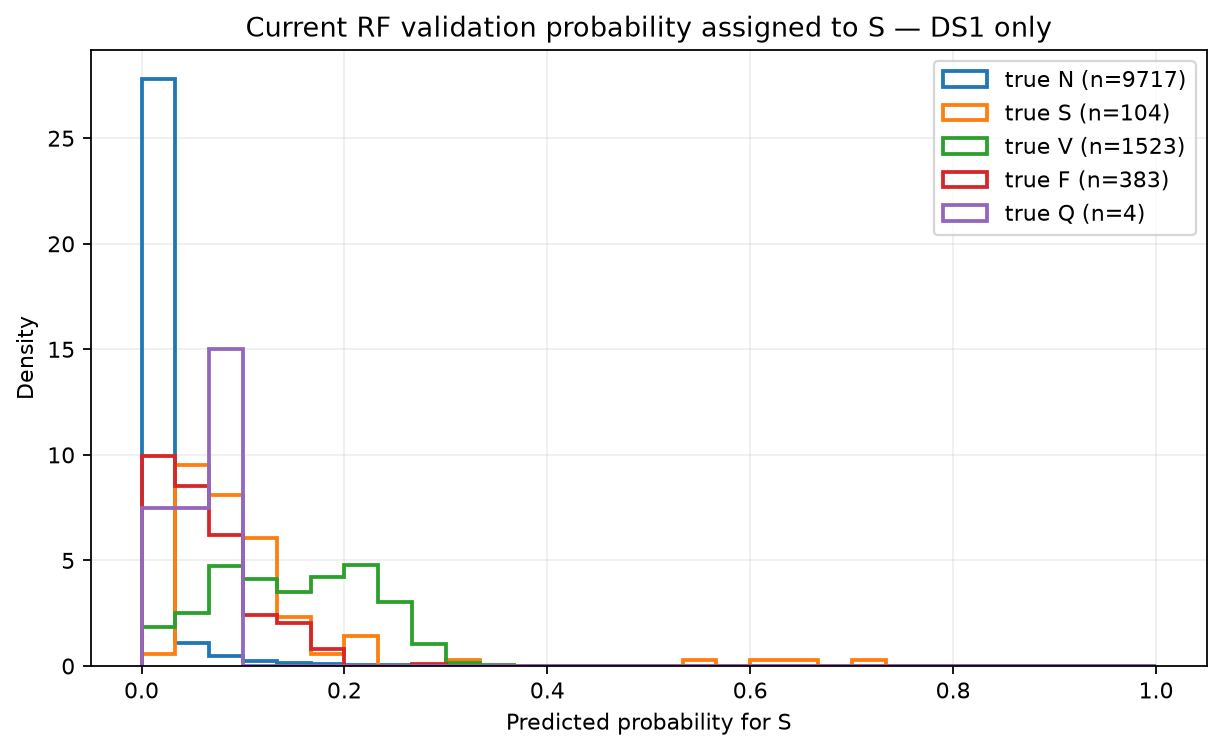 Current RF validation probability assigned to S — DS1 only
true N (n=9717)
true S (n=104)
true V (n=1523)
true F (n=383)
true Q (n=4)
Density
25
20
15
10
5
0
0.0 0.2 0.4 0.6 0.8 1.0
Predicted probability for S